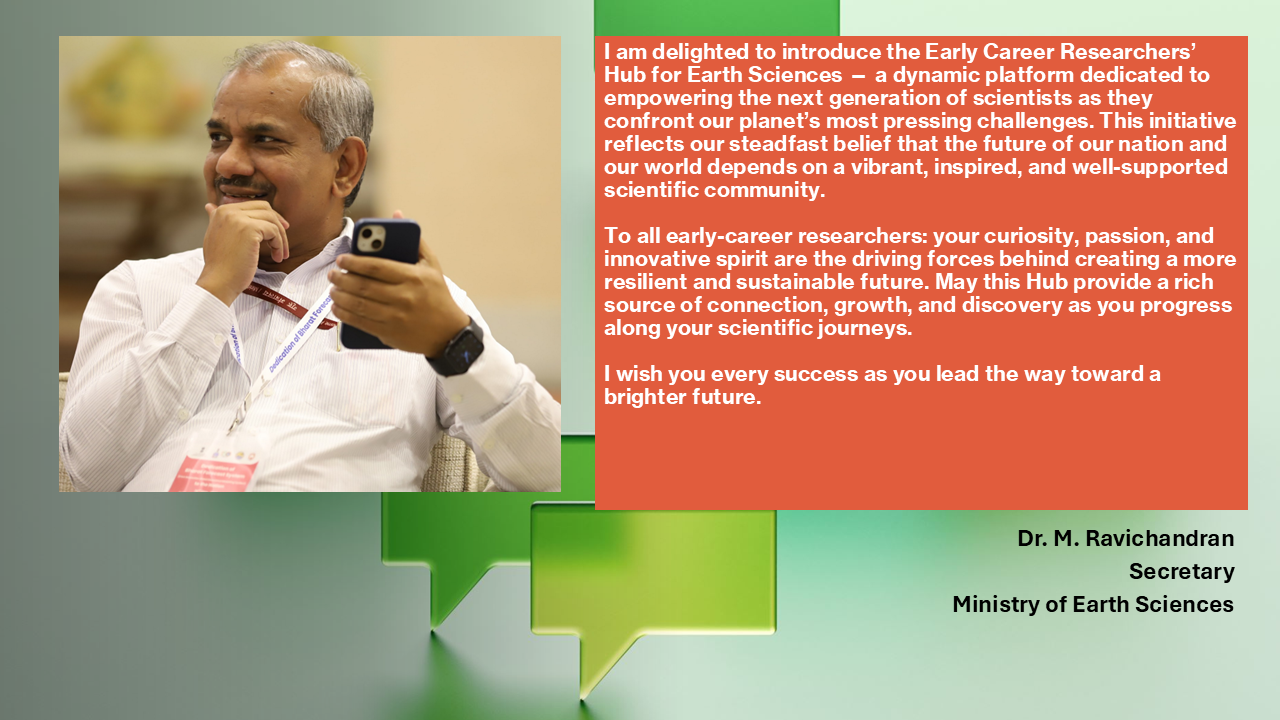 I am delighted to introduce the Early Career Researchers’
Hub for Earth Sciences – a dynamic platform dedicated to
empowering the next generation of scientists as they
confront our planet’s most pressing challenges. This initiative
reflects our steadfast belief that the future of our nation and
our world depends on a vibrant, inspired, and well-supported
scientific community.
To all early-career researchers: your curiosity, passion, and
innovative spirit are the driving forces behind creating a more
resilient and sustainable future. May this Hub provide a rich
source of connection, growth, and discovery as you progress
along your scientific journeys.
I wish you every success as you lead the way toward a
brighter future.
Dedication of Bharat
Dr. M. Ravichandran
Secretary
Ministry of Earth Sciences